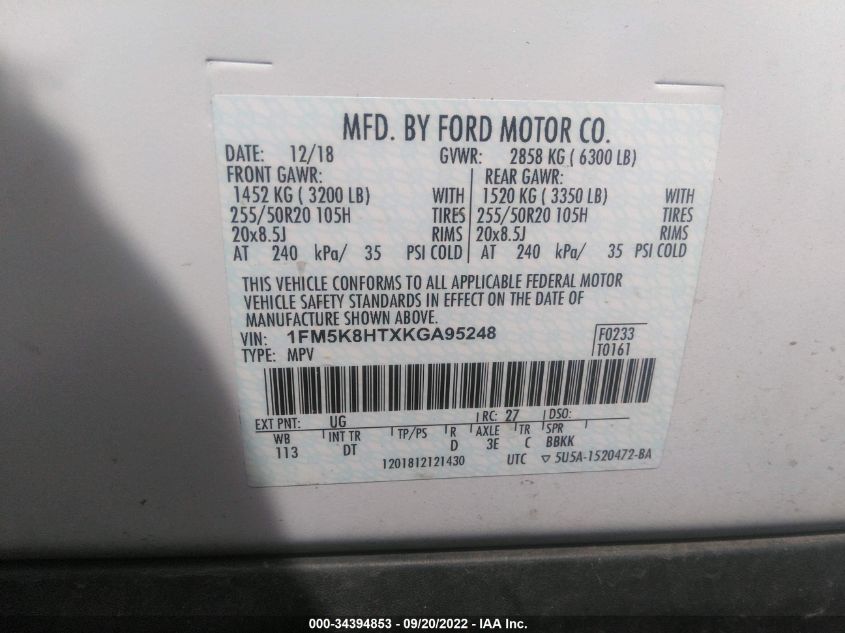 MFD. BY FORD MOTOR CO.
DATE: 12/18 GVWR: 2858 KG ( 6300 LB)
FRONT GAWR: REAR GAWR:
1452 KG ( 3200 LB) WITH 1520 KG ( 3350 LB) WITH
255/50R20 105H TIRES 255/50R20 105H TIRES
20x8.5J RIMS 20x8.5J RIMS
AT 240 kPa/ 35 PSI COLD AT 240 kPa/ 35 PSI COLD
THIS VEHICLE CONFORMS TO ALL APPLICABLE FEDERAL MOTOR
VEHICLE SAFETY STANDARDS IN EFFECT ON THE DATE OF
MANUFACTURE SHOWN ABOVE.
VIN: 1FM5K8HTXKGA95248 F0233
TYPE: MPV T0161
EXT PNT: UG RC: 27 DSO:
WB INT TR TP/PS R AXLE TR SPR
113 DT D 3E C BBKK
1201812121430 UTC ▽ 5U5A-1520472-BA
000-34394853 - 09/20/2022 - IAA Inc.